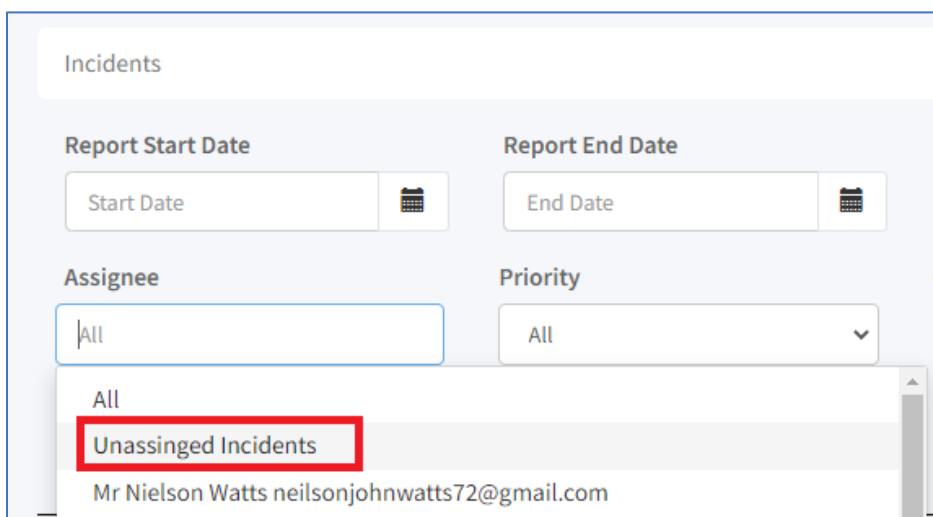 Incidents
Report Start Date Report End Date
Start Date End Date
Assignee Priority
All All
All
Unassinged Incidents
Mr Nielson Watts neilsonjohnwatts72@gmail.com